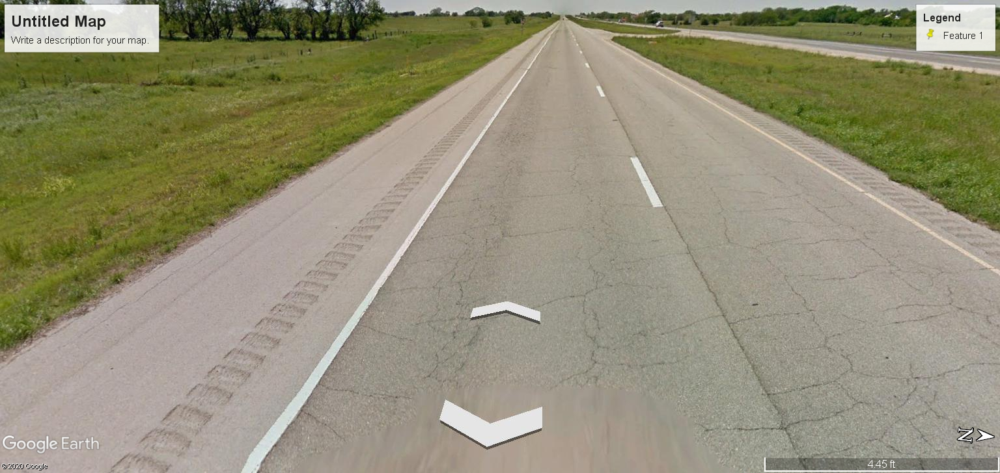 Untitled Map
Write a description for your map.
Legend
Feature 1
Google Earth
©2020 Google
N
4.45 ft